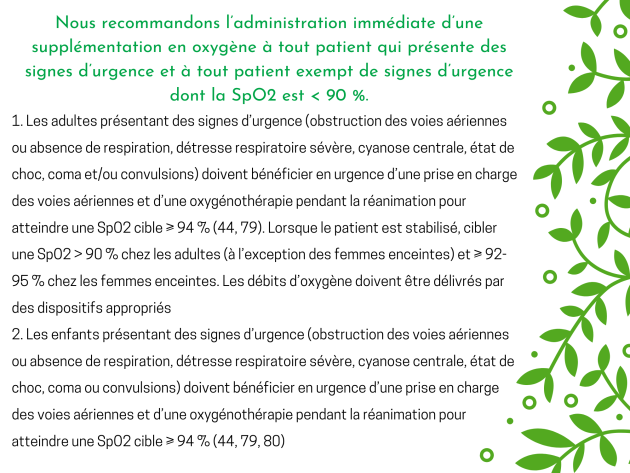 Nous recommandons l'administration immédiate d'une
supplémentation en oxygène à tout patient qui présente des
signes d'urgence et à tout patient exempt de signes d'urgence
dont la SpO2 est < 90 %.
1. Les adultes présentant des signes d'urgence (obstruction des voies aériennes
ou absence de respiration, détresse respiratoire sévère, cyanose centrale, état de
choc, coma et/ou convulsions) doivent bénéficier en urgence d'une prise en charge
des voies aériennes et d'une oxygénothérapie pendant la réanimation pour
atteindre une SpO2 cible ≥ 94 % (44, 79). Lorsque le patient est stabilisé, cibler
une SpO2 > 90 % chez les adultes (à l'exception des femmes enceintes) et ≥ 92-
95 % chez les femmes enceintes. Les débits d'oxygène doivent être délivrés par
des dispositifs appropriés
2. Les enfants présentant des signes d'urgence (obstruction des voies aériennes
ou absence de respiration, détresse respiratoire sévère, cyanose centrale, état de
choc, coma ou convulsions) doivent bénéficier en urgence d'une prise en charge
des voies aériennes et d'une oxygénothérapie pendant la réanimation pour
atteindre une SpO2 cible ≥ 94 % (44, 79, 80)